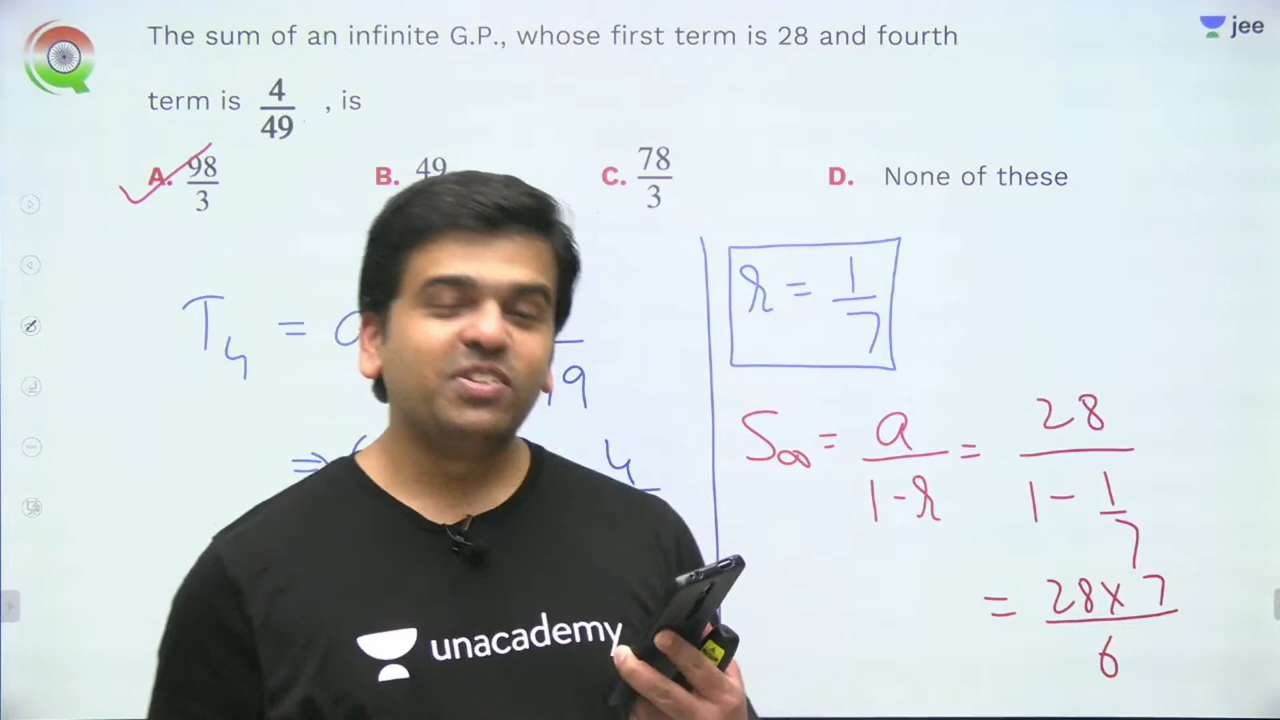 The sum of an infinite G.P., whose first term is 28 and fourth
term is 4/49 , is
A. 98/3 B. 49 C. 78/3 D. None of these
jee
T₄ =
r = 1/7
⇒ 4
S∞ = a/(1-r) = 28/(1-1/7)
= 28×7/6
unacademy